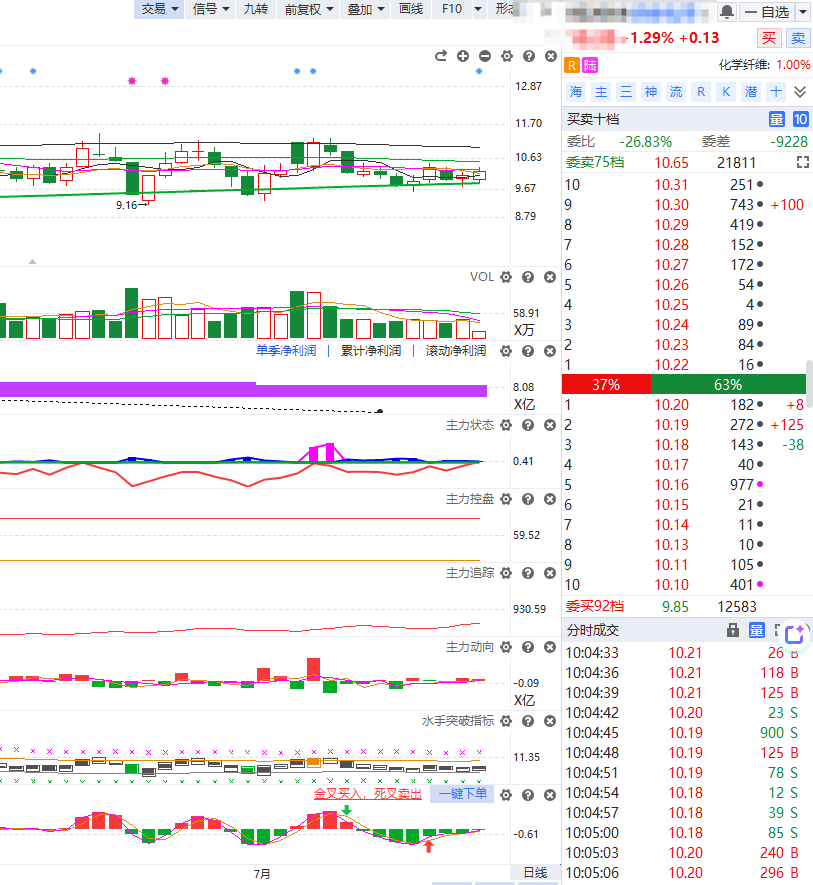 交易 信号 九转 前复权 叠加 画线 F10
一 自选
1.29% +0.13 买 卖
R 陆 化学纤维: 1.00%
海 主 三 神 流 R K 潜 十
12.87
11.70
10.63
9.67
8.79
9.16
买卖十档 量 10
委比 -26.83% 委差 -9228
委卖75档 10.65 21811
10 10.31 251
9 10.30 743 +100
8 10.29 419
7 10.28 152
6 10.27 172
5 10.26 54
4 10.25 4
3 10.24 89
2 10.23 84
1 10.22 16
37% 63%
1 10.20 182 +8
2 10.19 272 +125
3 10.18 143 -38
4 10.17 40
5 10.16 977
6 10.15 21
7 10.14 11
8 10.13 10
9 10.11 105
10 10.10 401
委买92档 9.85 12583
VOL
58.91
X万
单季净利润 | 累计净利润 | 滚动净利润
8.08
X亿
主力状态
0.41
主力控盘
59.52
主力追踪
930.59
主力动向
-0.09
X亿
水手突破指标
11.35
金叉买入，死叉卖出 一键下单
-0.61
7月 日线
分时成交 量
10:04:33 10.21 26 B
10:04:36 10.21 118 B
10:04:39 10.21 125 B
10:04:42 10.20 23 S
10:04:45 10.19 900 S
10:04:48 10.19 125 B
10:04:51 10.19 78 S
10:04:54 10.18 12 S
10:04:57 10.18 39 S
10:05:00 10.18 85 S
10:05:03 10.20 240 B
10:05:06 10.20 296 B